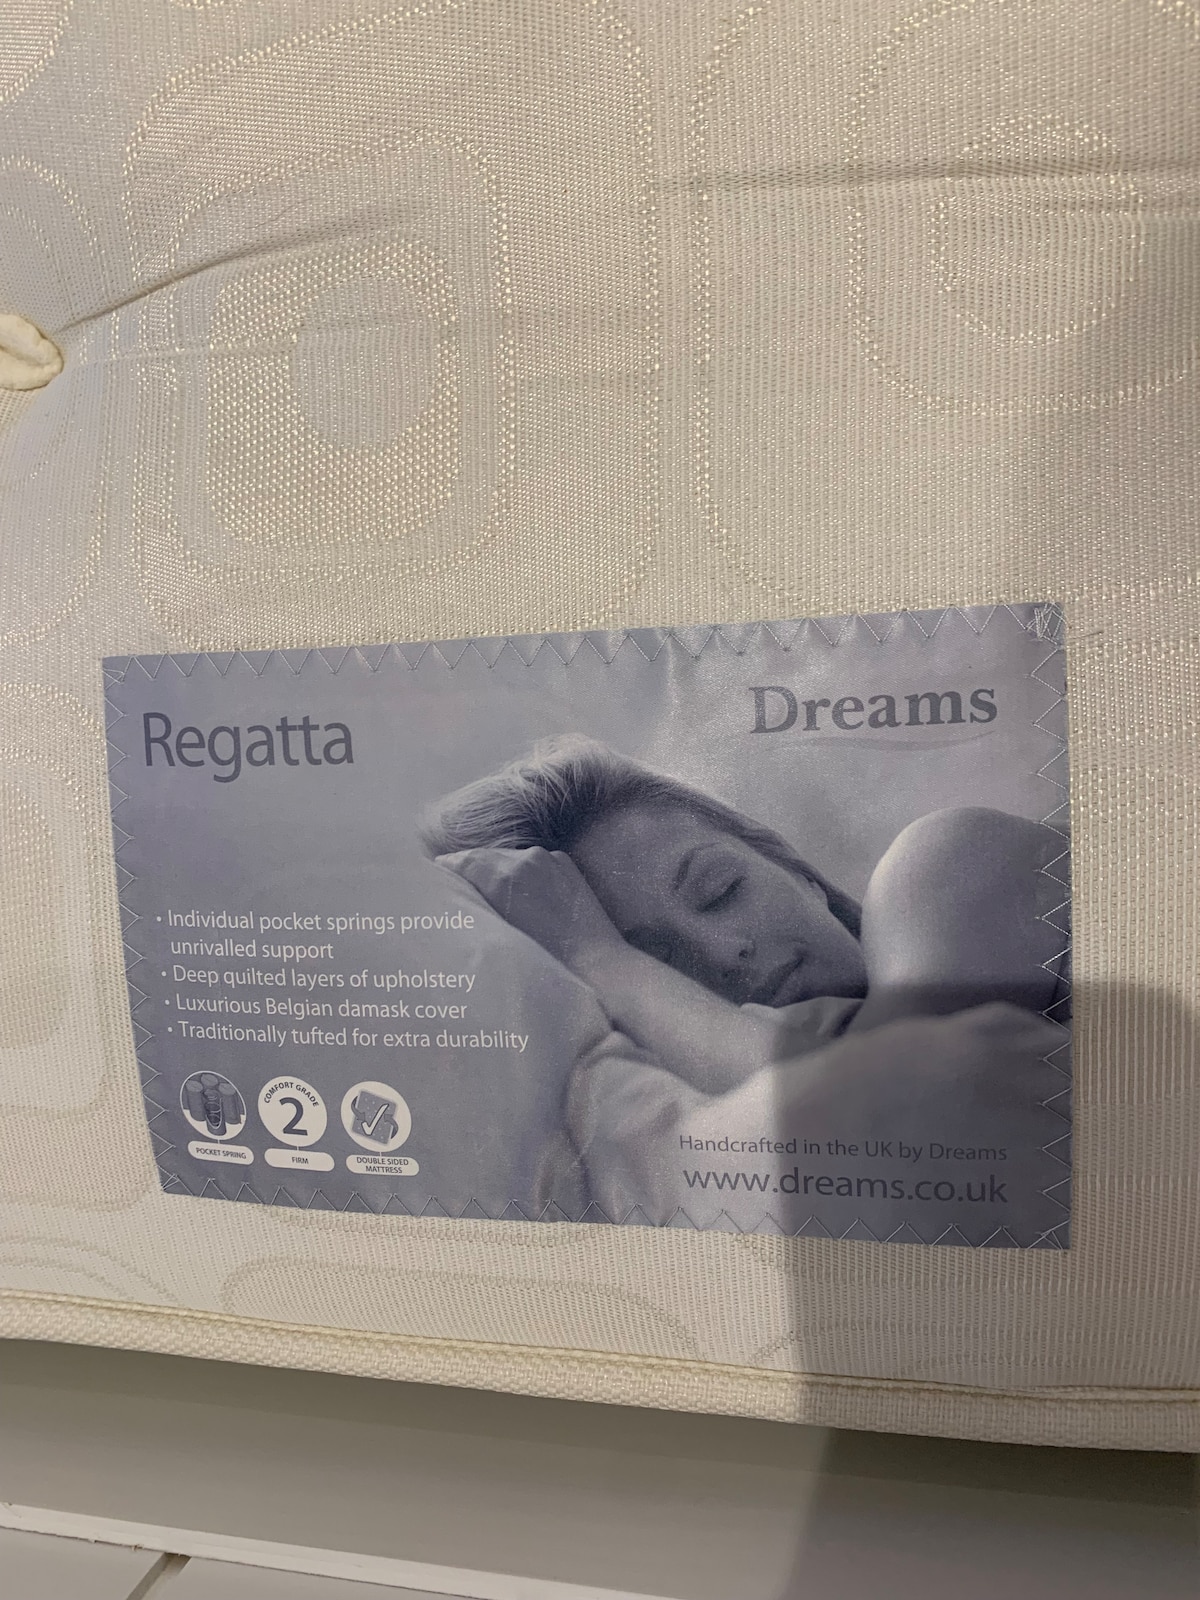 Regatta
Dreams
• Individual pocket springs provide
unrivalled support
• Deep quilted layers of upholstery
• Luxurious Belgian damask cover
• Traditionally tufted for extra durability
COMFORT GRADE
2
POCKET SPRING
FIRM
DOUBLE SIDED
MATTRESS
Handcrafted in the UK by Dreams
www.dreams.co.uk